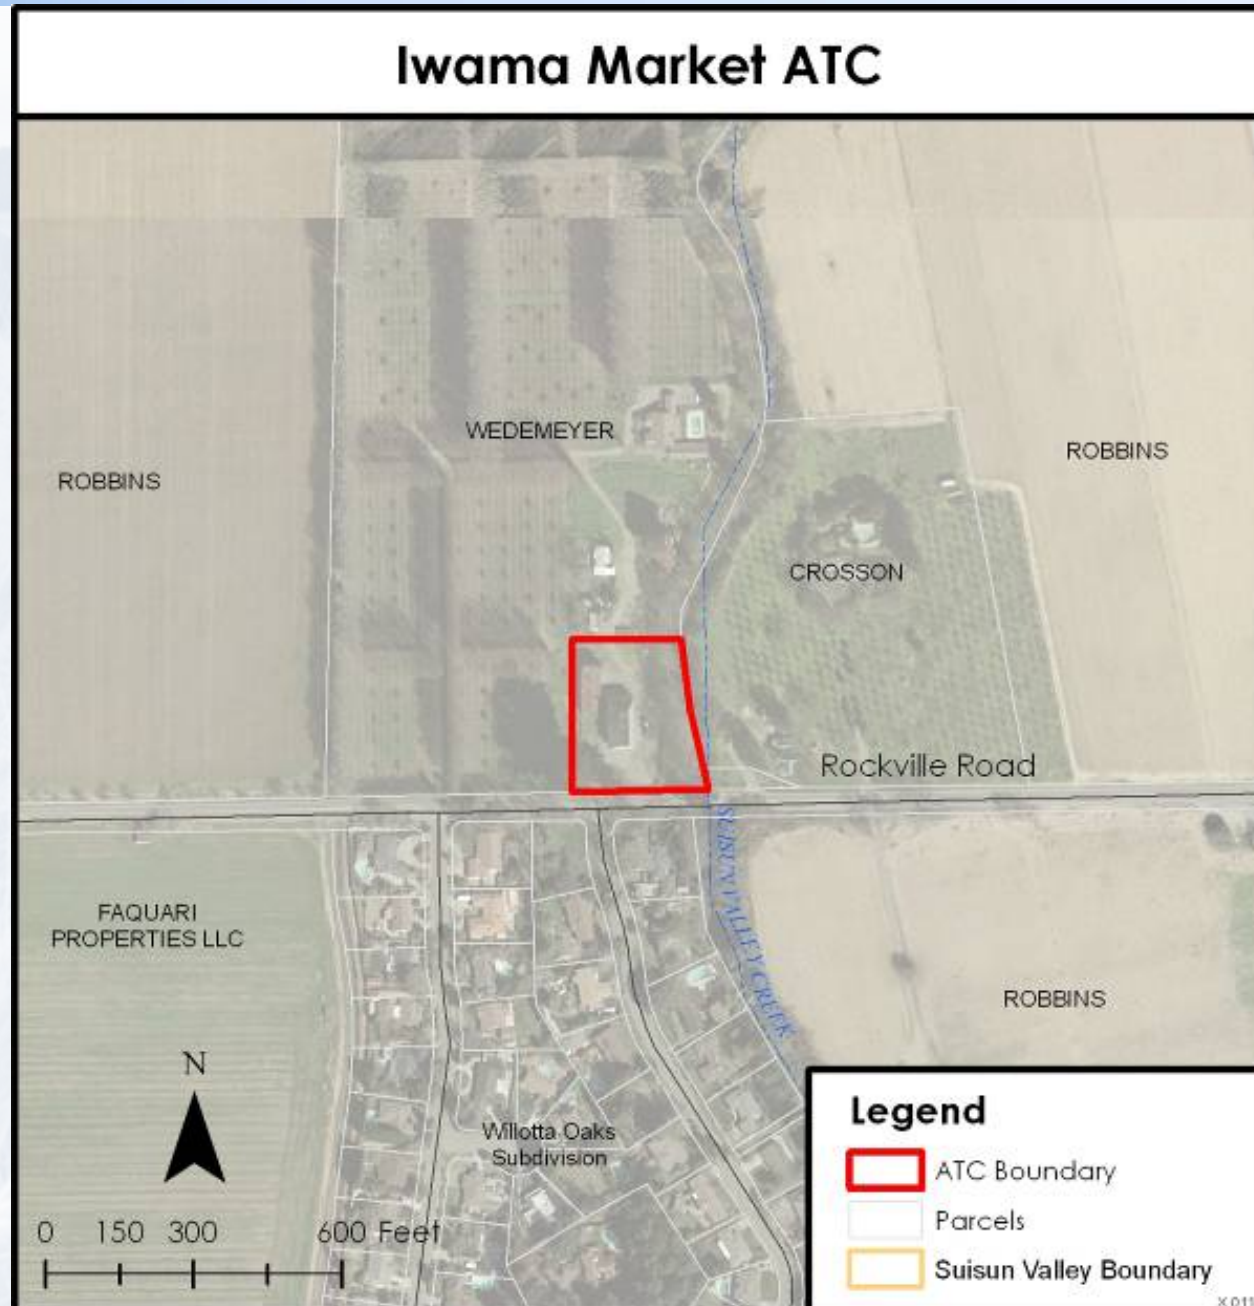 Iwama Market ATC
WEDEMEYER
ROBBINS
ROBBINS
CROSSON
Rockville Road
SUISUN VALLEY CREEK
FAQUARI
PROPERTIES LLC
ROBBINS
N
Willotta Oaks
Subdivision
0 150 300 600 Feet
Legend
ATC Boundary
Parcels
Suisun Valley Boundary